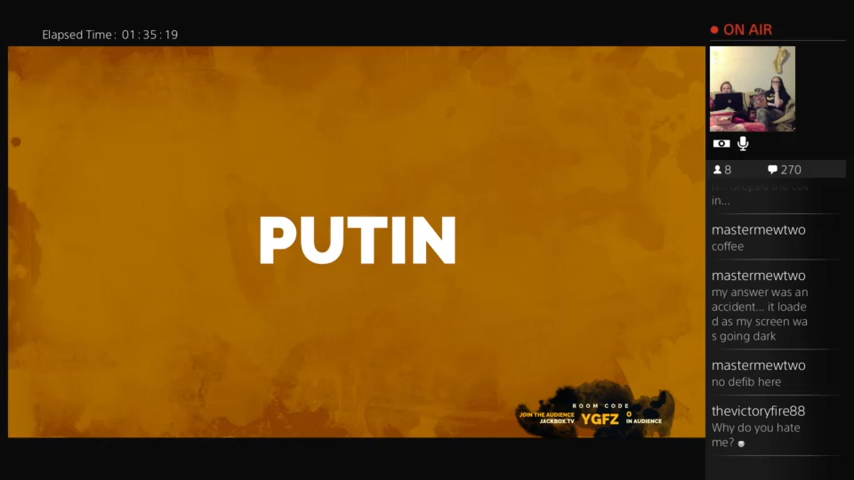 Elapsed Time: 01:35:19
ON AIR
PUTIN
ROOM CODE
JOIN THE AUDIENCE
JACKBOX.TV
YGFZ
0
IN AUDIENCE
8
270
in...
mastermewtwo
coffee
mastermewtwo
my answer was an
accident... it loade
d as my screen wa
s going dark
mastermewtwo
no defib here
thevictoryfire88
Why do you hate
me?